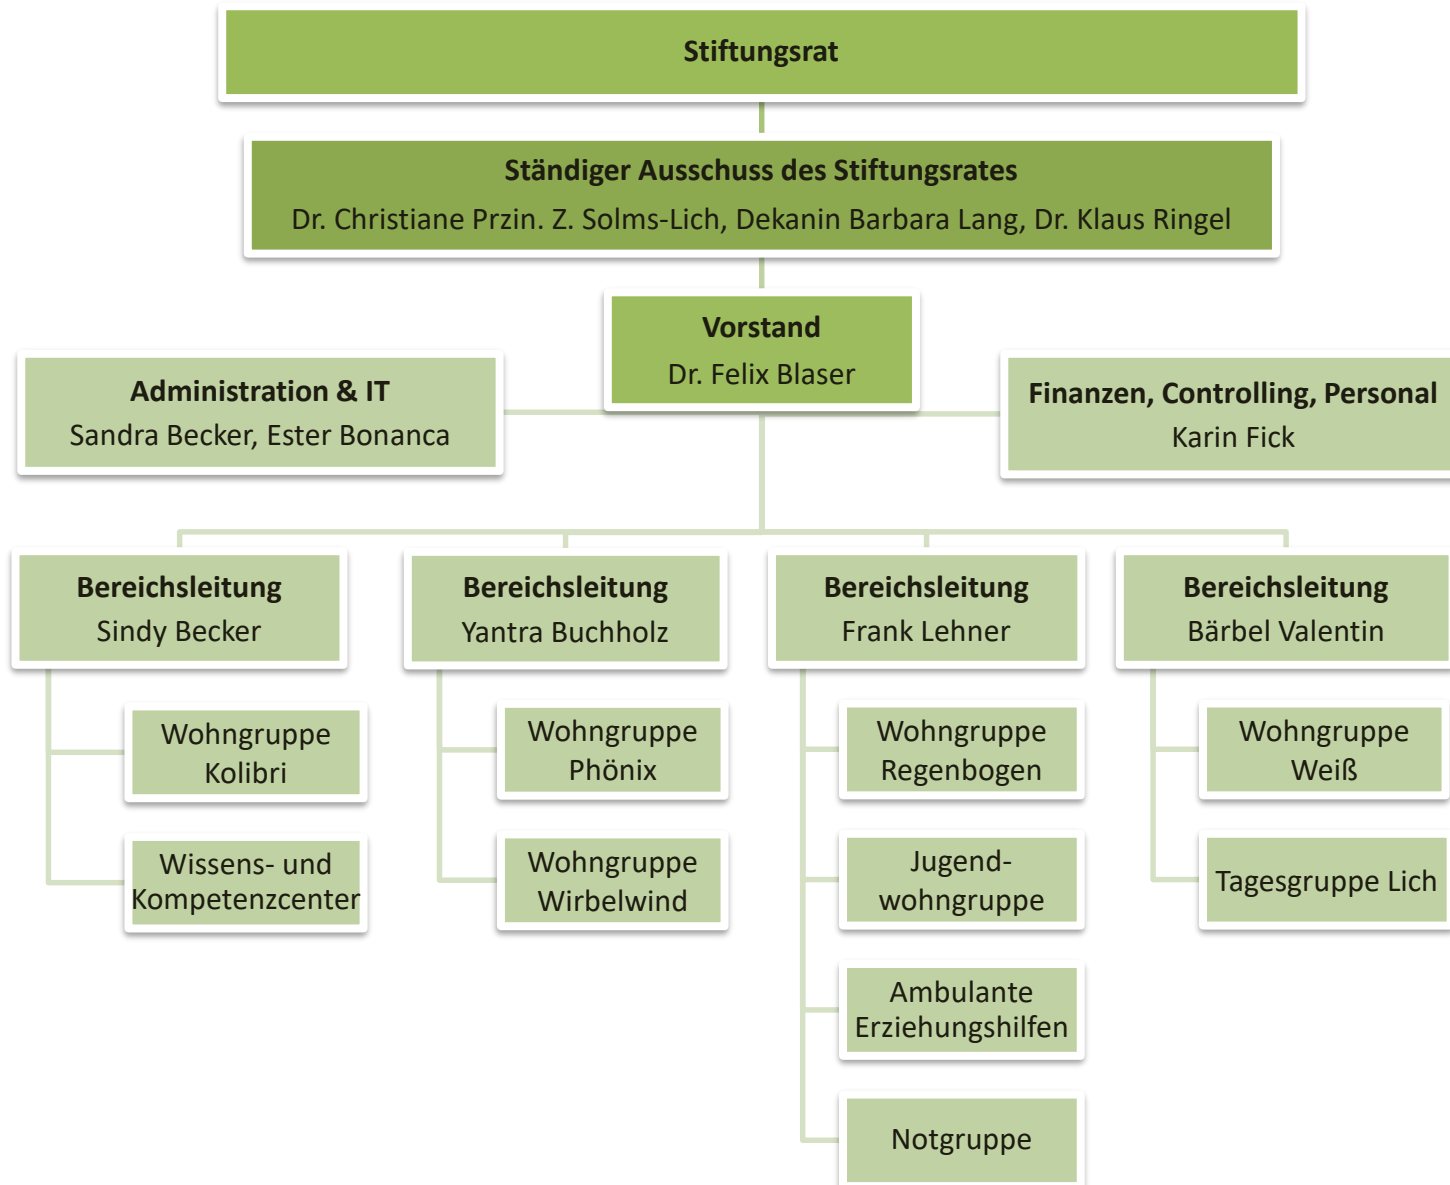 Stiftungsrat
Ständiger Ausschuss des Stiftungsrates
Dr. Christiane Przin. Z. Solms-Lich, Dekanin Barbara Lang, Dr. Klaus Ringel
Vorstand
Dr. Felix Blaser
Administration & IT
Sandra Becker, Ester Bonanca
Finanzen, Controlling, Personal
Karin Fick
Bereichsleitung
Sindy Becker
Wohngruppe
Kolibri
Wissens- und
Kompetenzcenter
Bereichsleitung
Yantra Buchholz
Wohngruppe
Phönix
Wohngruppe
Wirbelwind
Bereichsleitung
Frank Lehner
Wohngruppe
Regenbogen
Jugend-
wohngruppe
Ambulante
Erziehungshilfen
Notgruppe
Bereichsleitung
Bärbel Valentin
Wohngruppe
Weiß
Tagesgruppe Lich